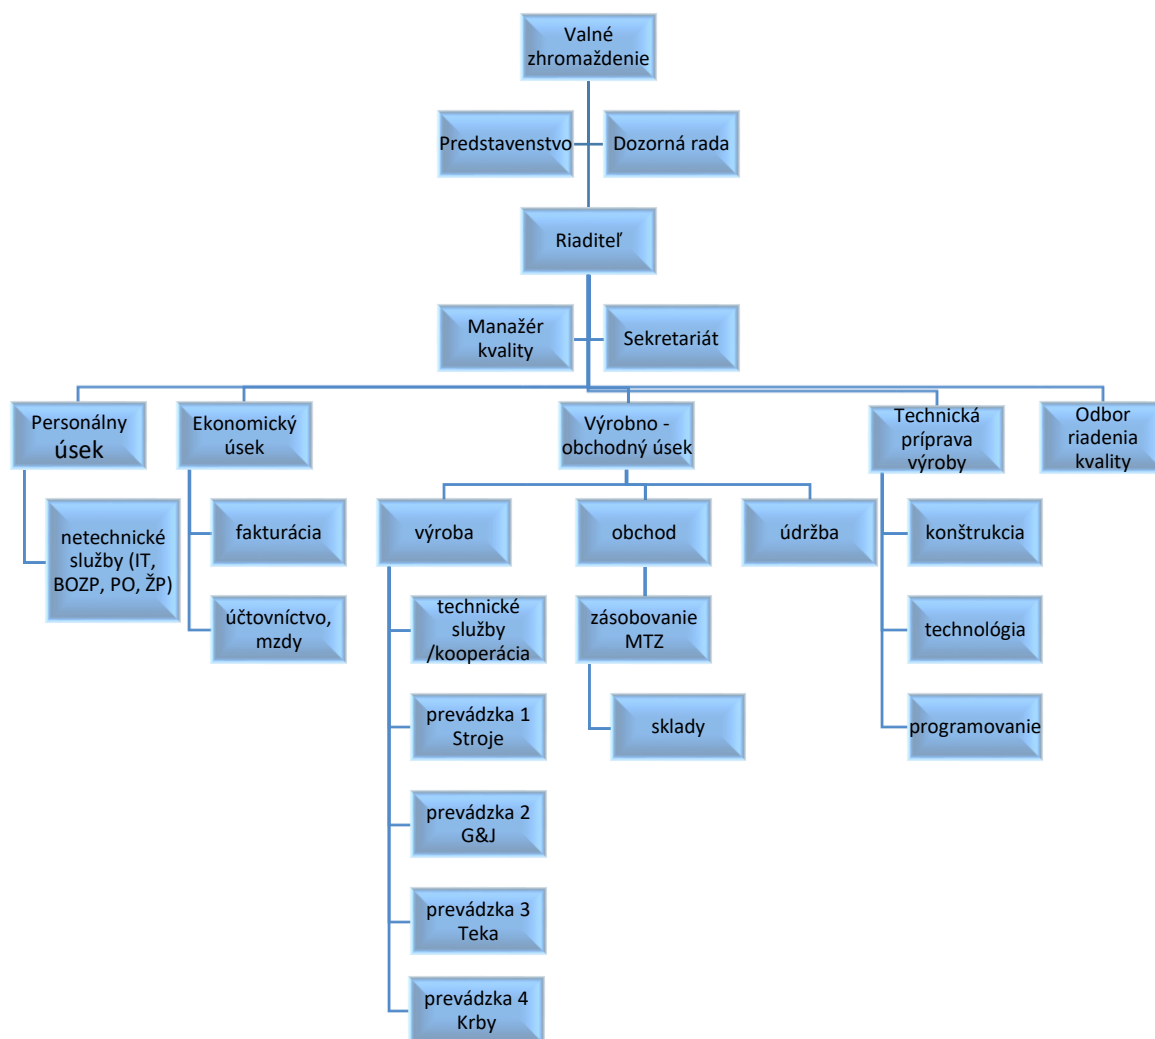 Valné
zhromaždenie
Predstavenstvo
Dozorná rada
Riaditeľ
Manažér
kvality
Sekretariát
Personálny
úsek
Ekonomický
úsek
Výrobno -
obchodný úsek
Technická
príprava
výroby
Odbor
riadenia
kvality
netechnické
služby (IT,
BOZP, PO, ŽP)
fakturácia
účtovníctvo,
mzdy
výroba
obchod
údržba
technické
služby
/kooperácia
prevádzka 1
Stroje
prevádzka 2
G&J
prevádzka 3
Teka
prevádzka 4
Krby
zásobovanie
MTZ
sklady
konštrukcia
technológia
programovanie